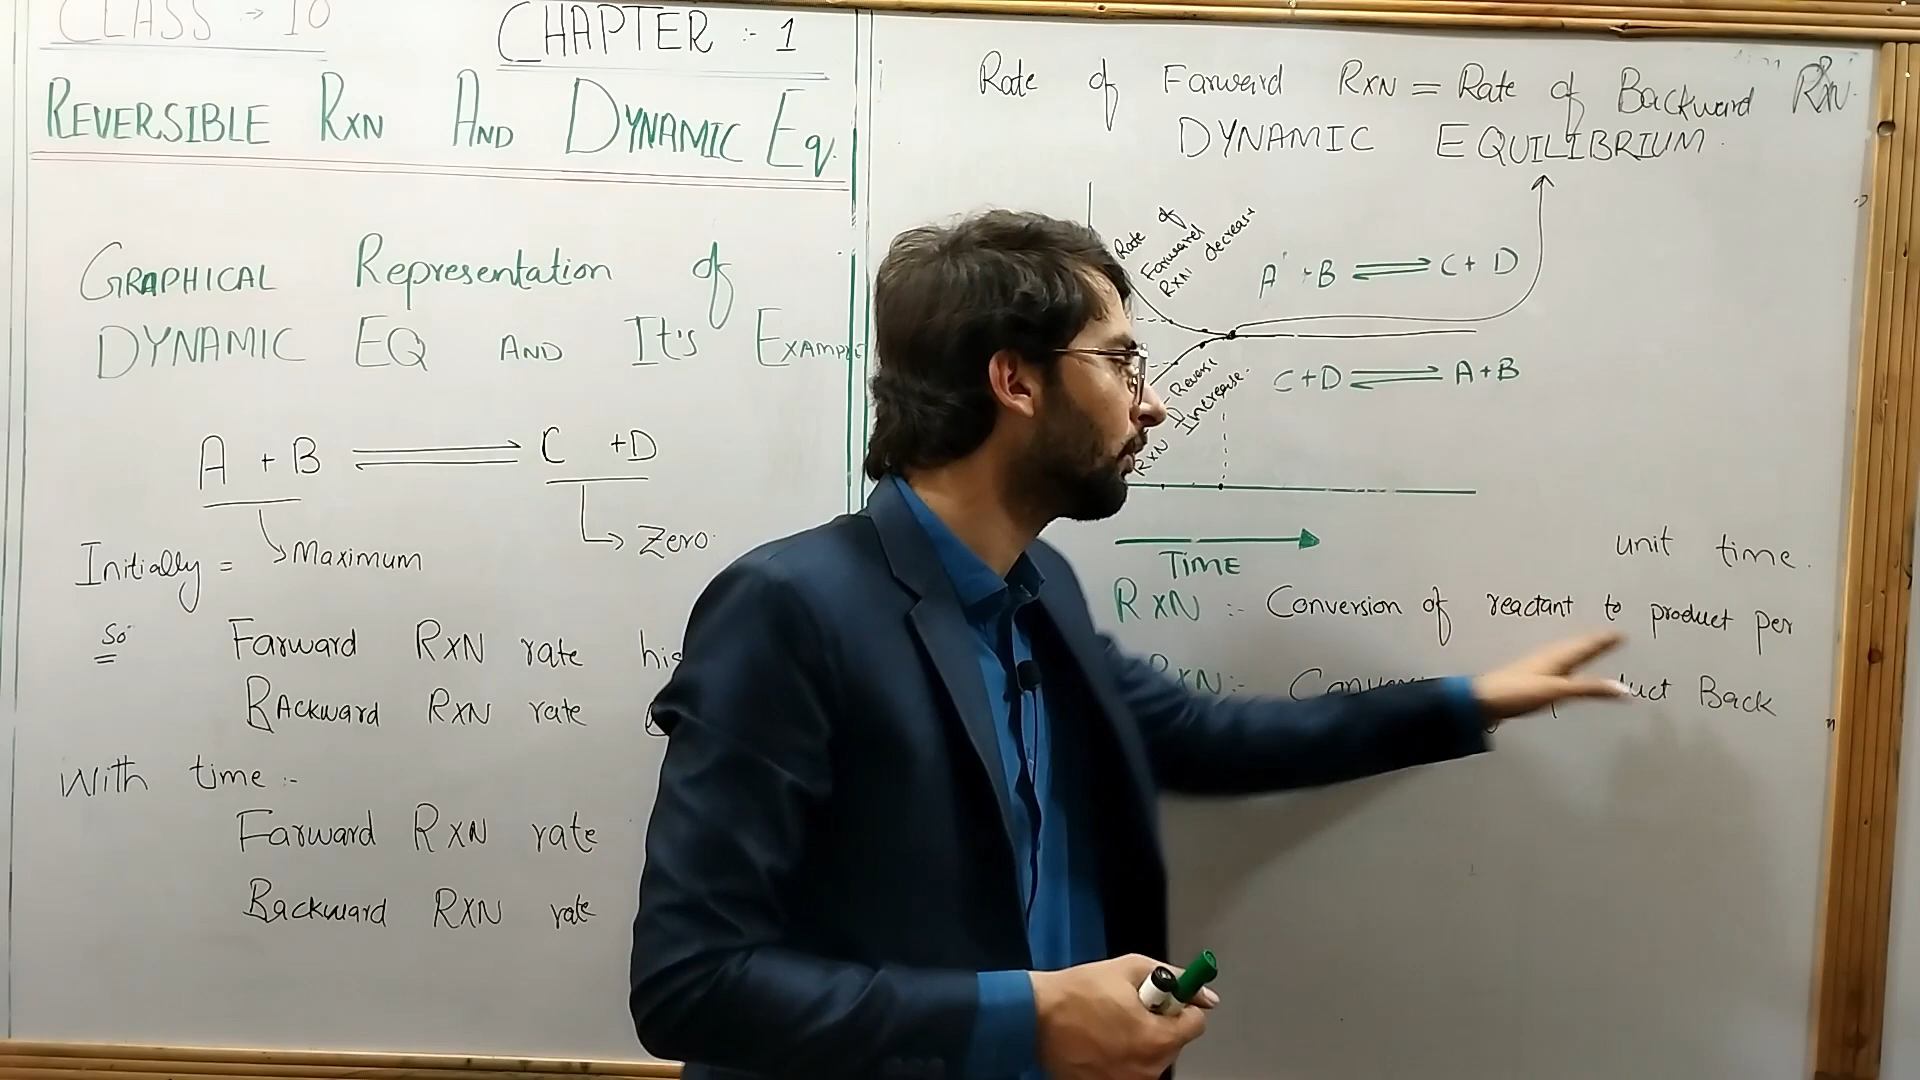 CLASS :- 10
CHAPTER :- 1
REVERSIBLE RXN AND DYNAMIC Eq.
GRAPHICAL Representation of
DYNAMIC EQ AND It's EXAMPLE
A + B ⇌ C + D
Initially = Maximum
Zero.
So
Farward RXN rate
BAckward RXN rate
With time :-
Farward RXN rate
Backward RXN rate
Rate of Farward RXN = Rate of Backward RXN.
DYNAMIC EQUILIBRIUM.
Rate of
Farward
RXN decrease
A + B ⇌ C + D
Revers
RXN Increase.
C + D ⇌ A + B
TIME
unit time.
RXN :- Conversion of reactant to product per
RXN :- Back